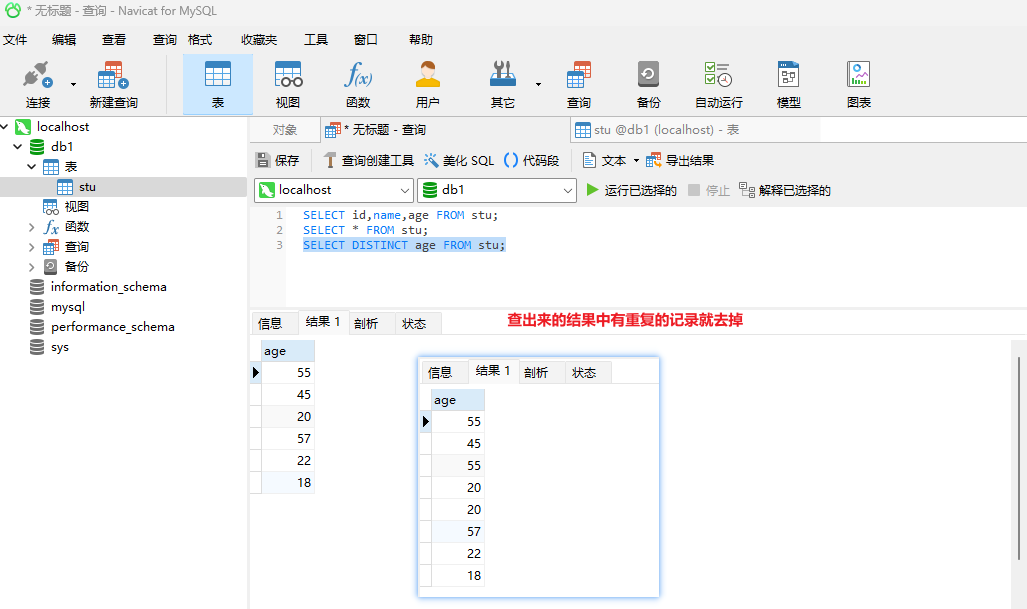 * 无标题 - 查询 - Navicat for MySQL
文件 编辑 查看 查询 格式 收藏夹 工具 窗口 帮助
连接 新建查询 表 视图 函数 用户 其它 查询 备份 自动运行 模型 图表
localhost
db1
表
stu
视图
函数
查询
备份
information_schema
mysql
performance_schema
sys
对象 * 无标题 - 查询 stu @db1 (localhost) - 表
保存 查询创建工具 美化 SQL 代码段 文本 导出结果
localhost db1 运行已选择的 停止 解释已选择的
1 SELECT id,name,age FROM stu;
2 SELECT * FROM stu;
3 SELECT DISTINCT age FROM stu;
信息 结果 1 剖析 状态
查出来的结果中有重复的记录就去掉
age
55
45
20
57
22
18
信息 结果 1 剖析 状态
age
55
45
55
20
20
57
22
18